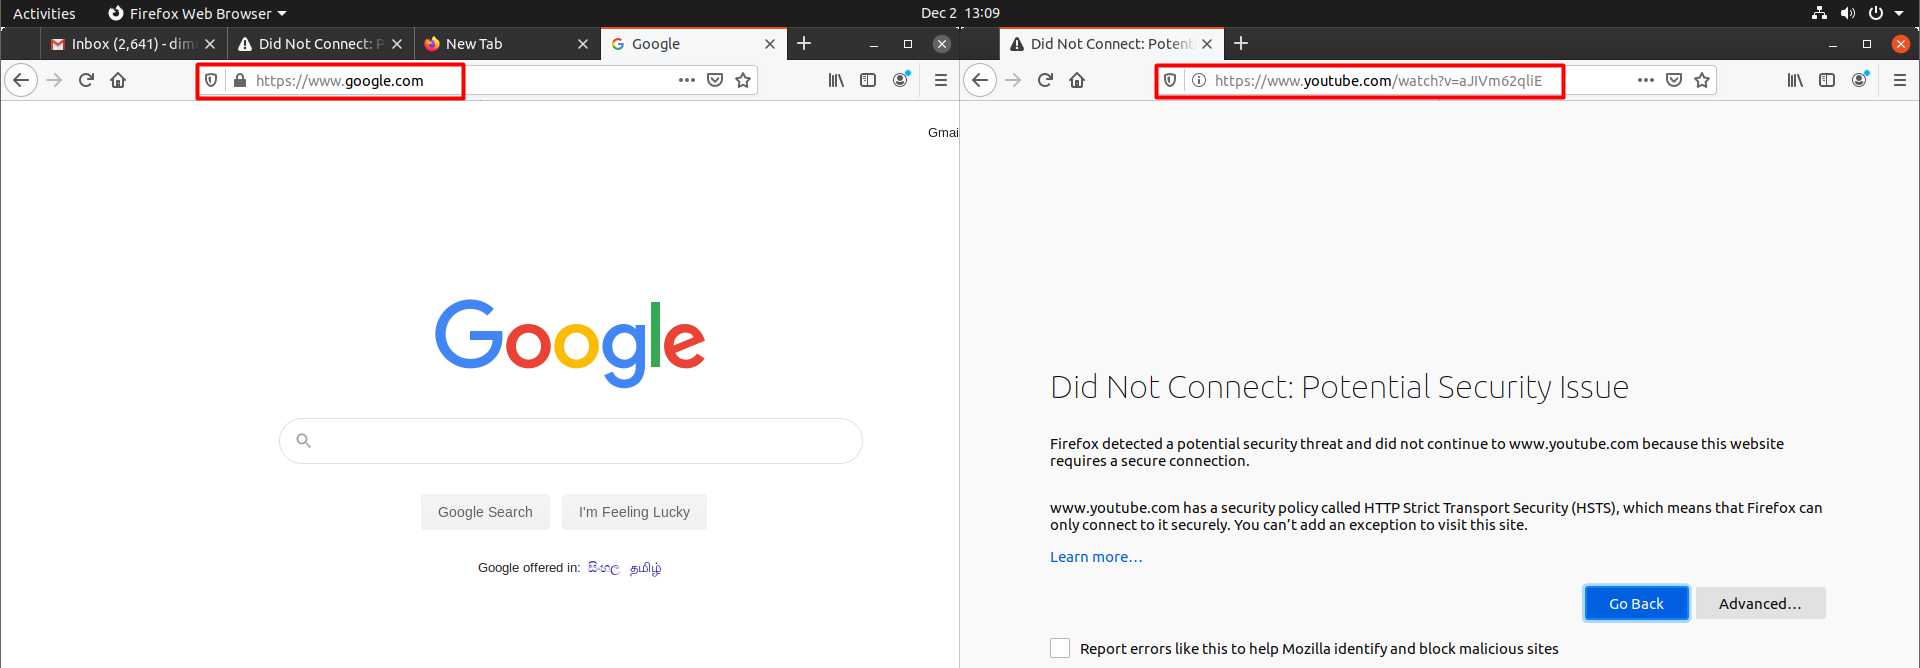 Activities
Firefox Web Browser
Dec 2 13:09
Inbox (2,641) - dim
Did Not Connect: P
New Tab
Google
Did Not Connect: Potent
https://www.google.com
https://www.youtube.com/watch?v=aJIVm62qliE
Gmai
Google
Google Search
I'm Feeling Lucky
Google offered in: සිංහල தமிழ்
Did Not Connect: Potential Security Issue
Firefox detected a potential security threat and did not continue to www.youtube.com because this website
requires a secure connection.
www.youtube.com has a security policy called HTTP Strict Transport Security (HSTS), which means that Firefox can
only connect to it securely. You can’t add an exception to visit this site.
Learn more…
Go Back
Advanced…
Report errors like this to help Mozilla identify and block malicious sites